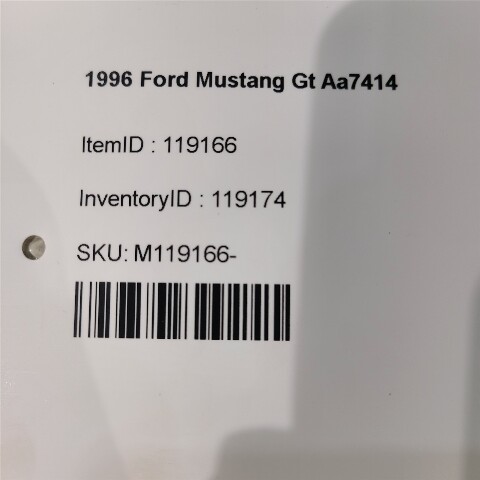 1996 Ford Mustang Gt Aa7414
ItemID : 119166
InventoryID : 119174
SKU: M119166-